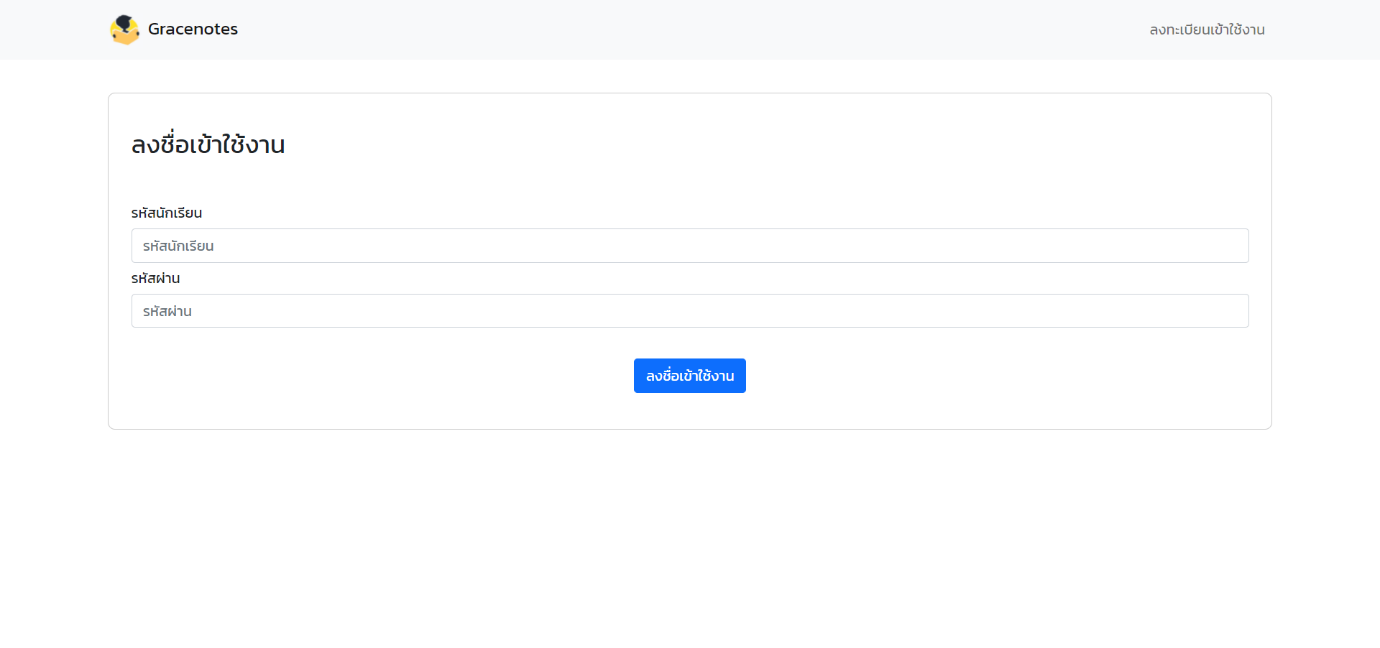 Gracenotes
ลงทะเบียนเข้าใช้งาน
ลงชื่อเข้าใช้งาน
รหัสนักเรียน
รหัสนักเรียน
รหัสผ่าน
รหัสผ่าน
ลงชื่อเข้าใช้งาน